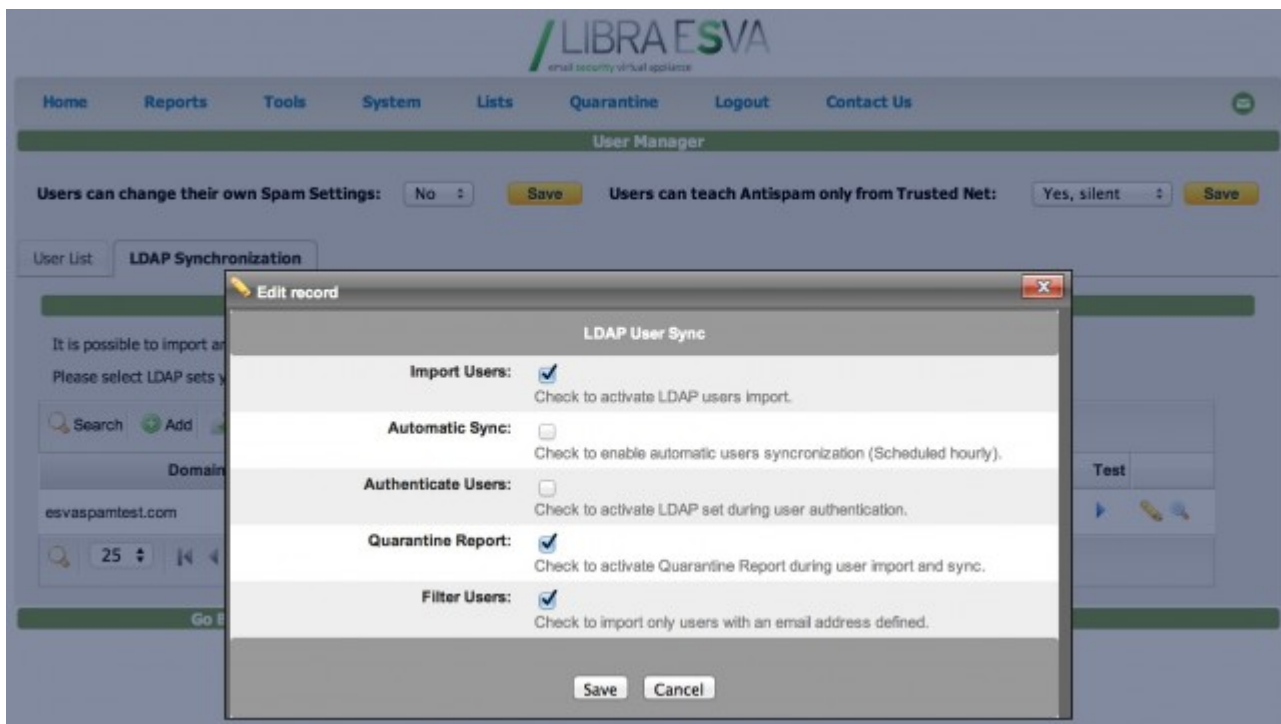 LIBRA ESVA
email security virtual appliance
Home Reports Tools System Lists Quarantine Logout Contact Us
User Manager
Users can change their own Spam Settings: No Save Users can teach Antispam only from Trusted Net: Yes, silent Save
User List LDAP Synchronization
Edit record
X
LDAP User Sync
It is possible to import
Please select LDAP sets
Import Users:
Check to activate LDAP users import.
Search Add
Automatic Sync:
Check to enable automatic users syncronization (Scheduled hourly).
Domain Test
Authenticate Users:
Check to activate LDAP set during user authentication.
esvaspamtest.com
Quarantine Report:
Check to activate Quarantine Report during user import and sync.
25
Filter Users:
Check to import only users with an email address defined.
Go
Save Cancel